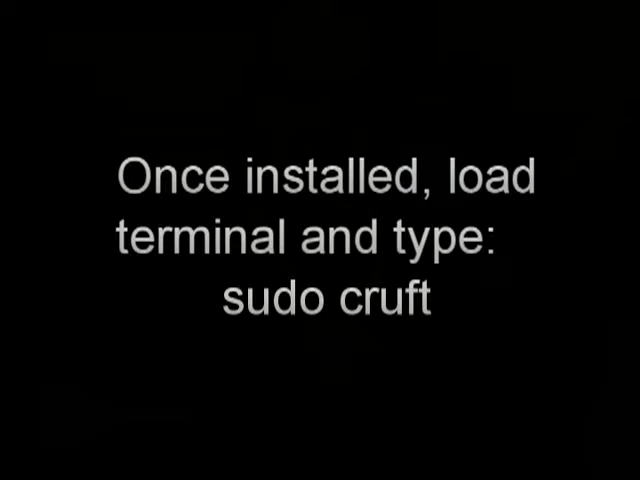 Once installed, load
terminal and type:
sudo cruft